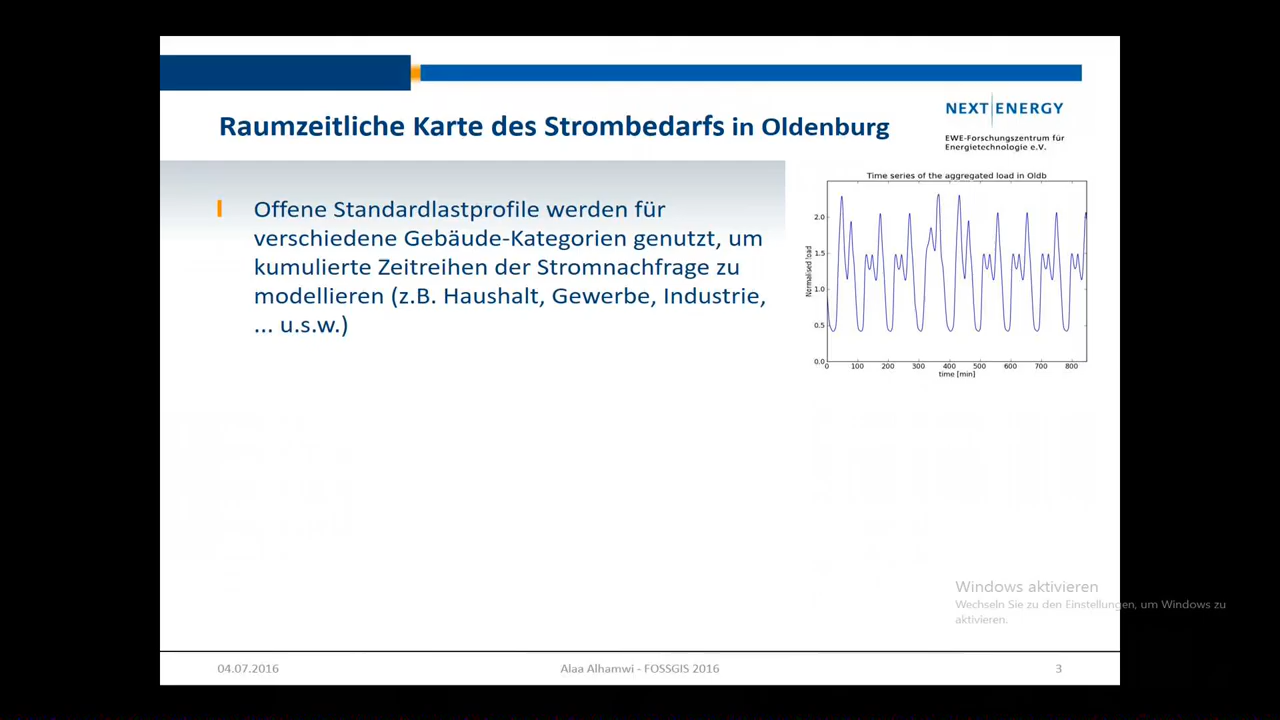 Raumzeitliche Karte des Strombedarfs in Oldenburg
NEXT ENERGY
EWE-Forschungszentrum für
Energietechnologie e.V.
Offene Standardlastprofile werden für
verschiedene Gebäude-Kategorien genutzt, um
kumulierte Zeitreihen der Stromnachfrage zu
modellieren (z.B. Haushalt, Gewerbe, Industrie,
... u.s.w.)
Time series of the aggregated load in Oldb
Normalised load
2.0
1.5
1.0
0.5
0.0
0 100 200 300 400 500 600 700 800
time [min]
Windows aktivieren
Wechseln Sie zu den Einstellungen, um Windows zu
aktivieren.
04.07.2016 Alaa Alhamwi - FOSSGIS 2016 3